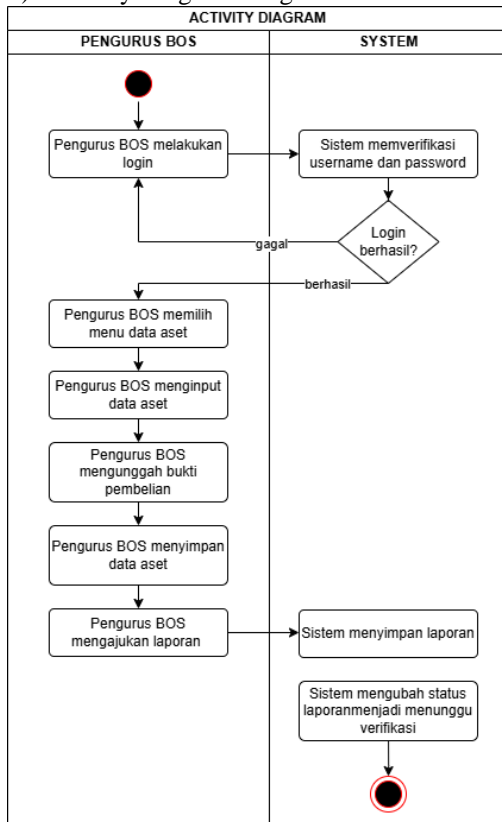 ACTIVITY DIAGRAM
PENGURUS BOS
SYSTEM
Pengurus BOS melakukan
login
Sistem memverifikasi
username dan password
Login
berhasil?
gagal
berhasil
Pengurus BOS memilih
menu data aset
Pengurus BOS menginput
data aset
Pengurus BOS
mengunggah bukti
pembelian
Pengurus BOS menyimpan
data aset
Pengurus BOS
mengajukan laporan
Sistem menyimpan laporan
Sistem mengubah status
laporanmenjadi menunggu
verifikasi